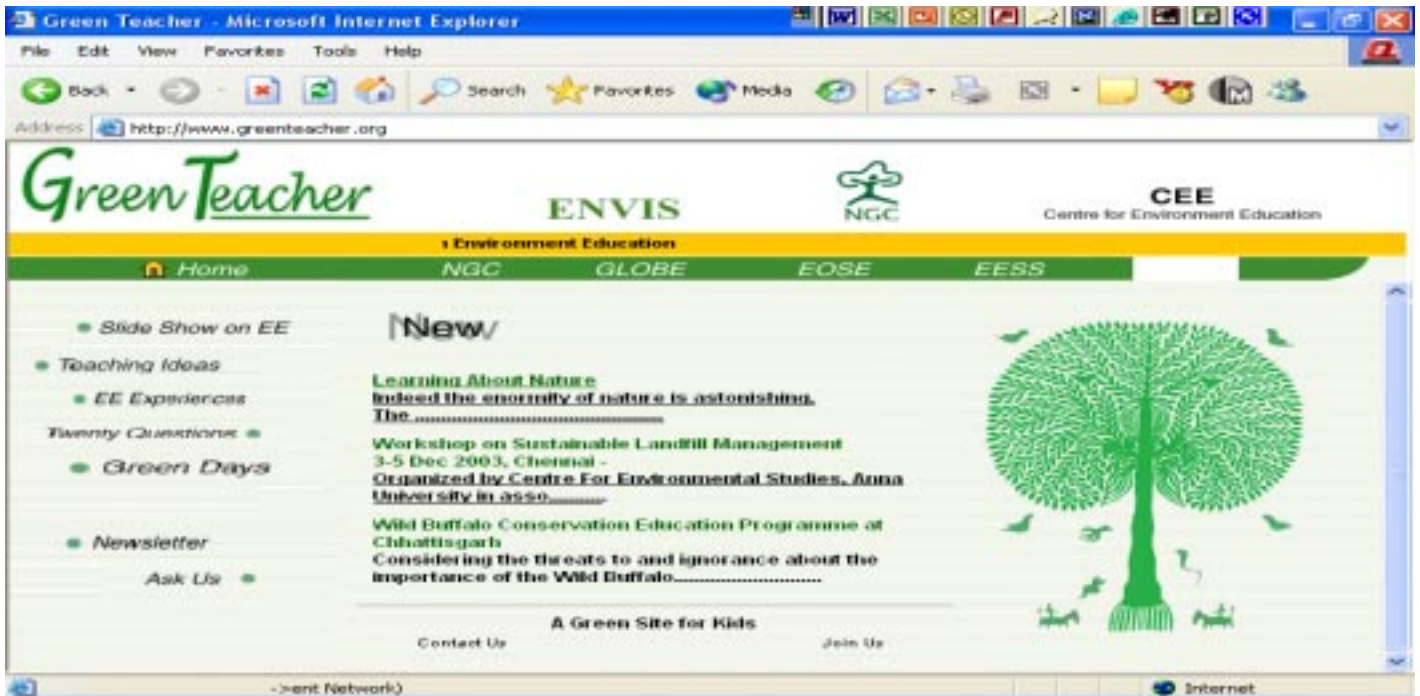 Green Teacher - Microsoft Internet Explorer
File Edit View Favorites Tools Help
Back Search Favorites Media
Address http://www.greenteacher.org
Green Teacher
ENVIS
NGC
CEE
Centre for Environment Education
Environment Education
Home NGC GLOBE EOSE EESS
Slide Show on EE
Teaching Ideas
EE Experiences
Twenty Questions
Green Days
Newsletter
Ask Us
New
Learning About Nature
Indeed the enormity of nature is astonishing.
The ..............................................
Workshop on Sustainable Landfill Management
3-5 Dec 2003, Chennai -
Organized by Centre For Environmental Studies, Anna
University in asso..........
Wild Buffalo Conservation Education Programme at
Chhattisgarh
Considering the threats to and ignorance about the
importance of the Wild Buffalo...........................
A Green Site for Kids
Contact Us Join Us
->ent Network) Internet